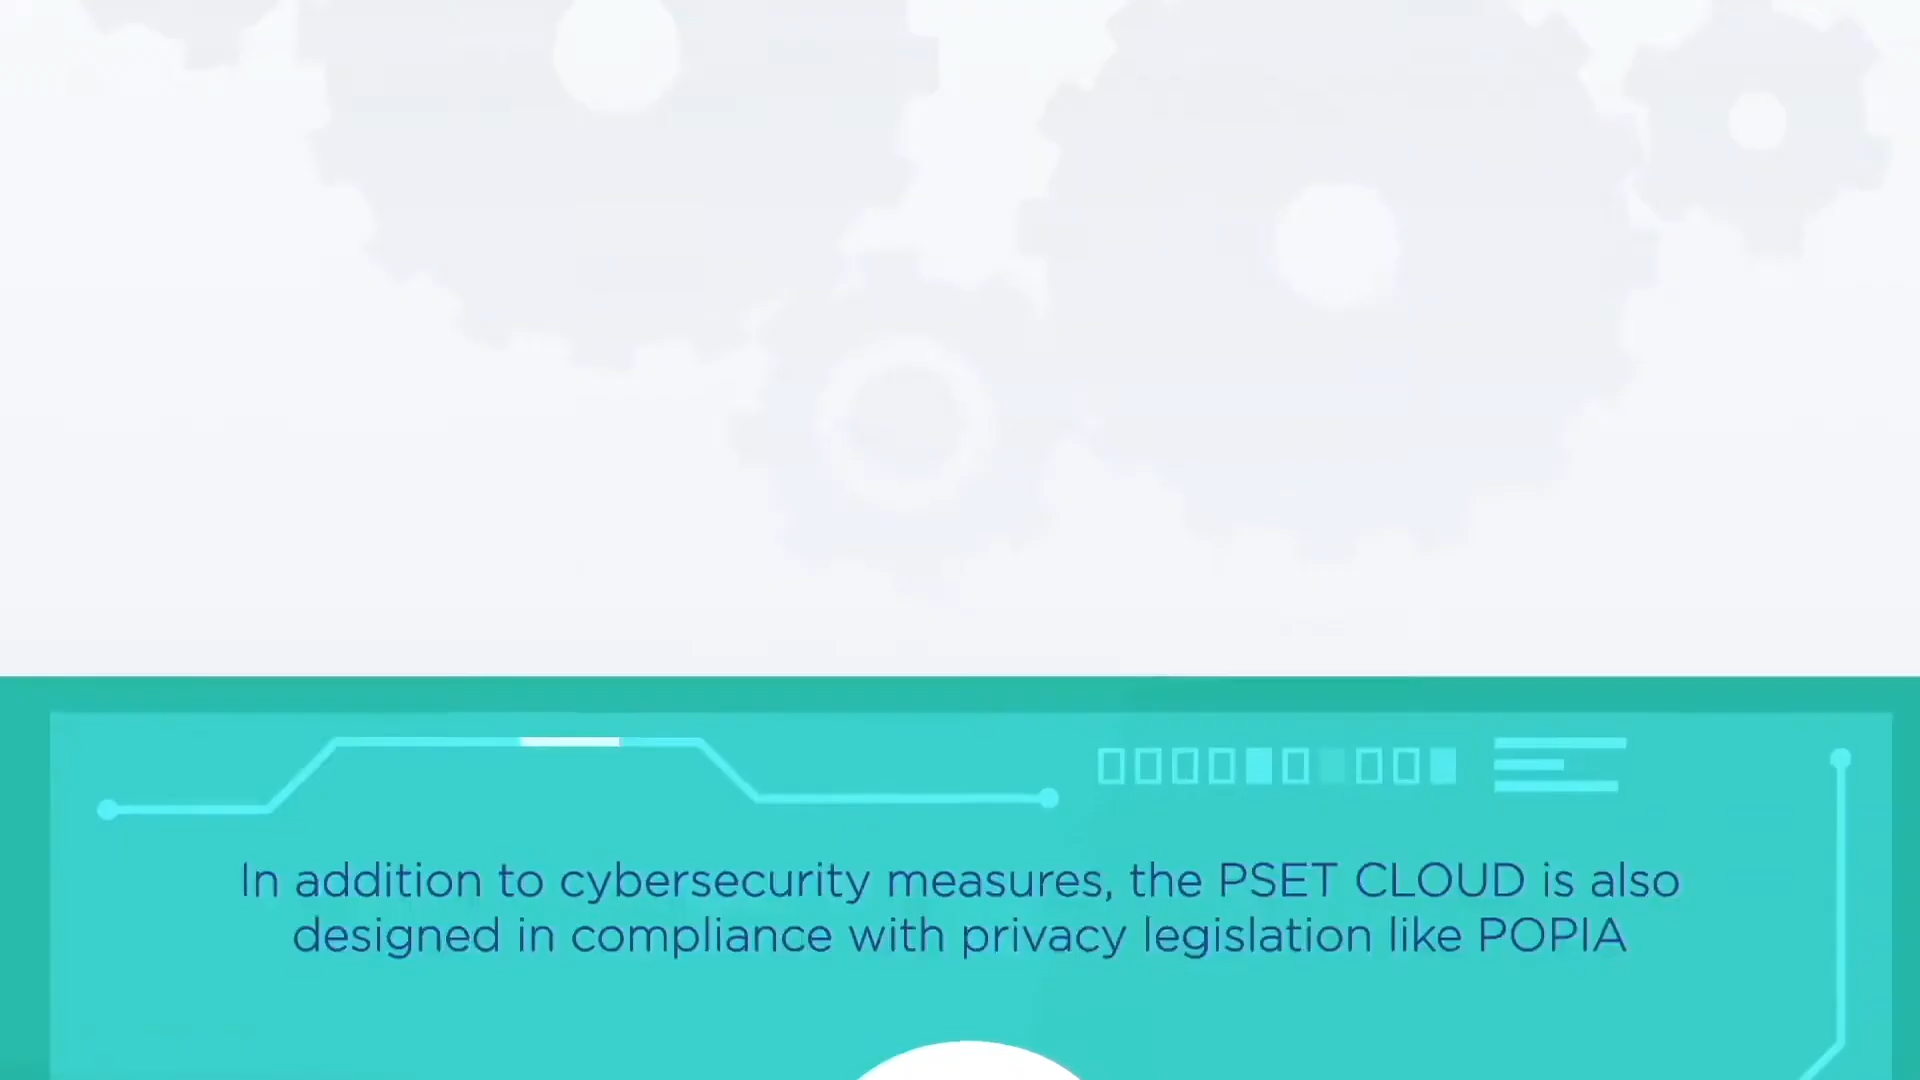 In addition to cybersecurity measures, the PSET CLOUD is also
designed in compliance with privacy legislation like POPIA